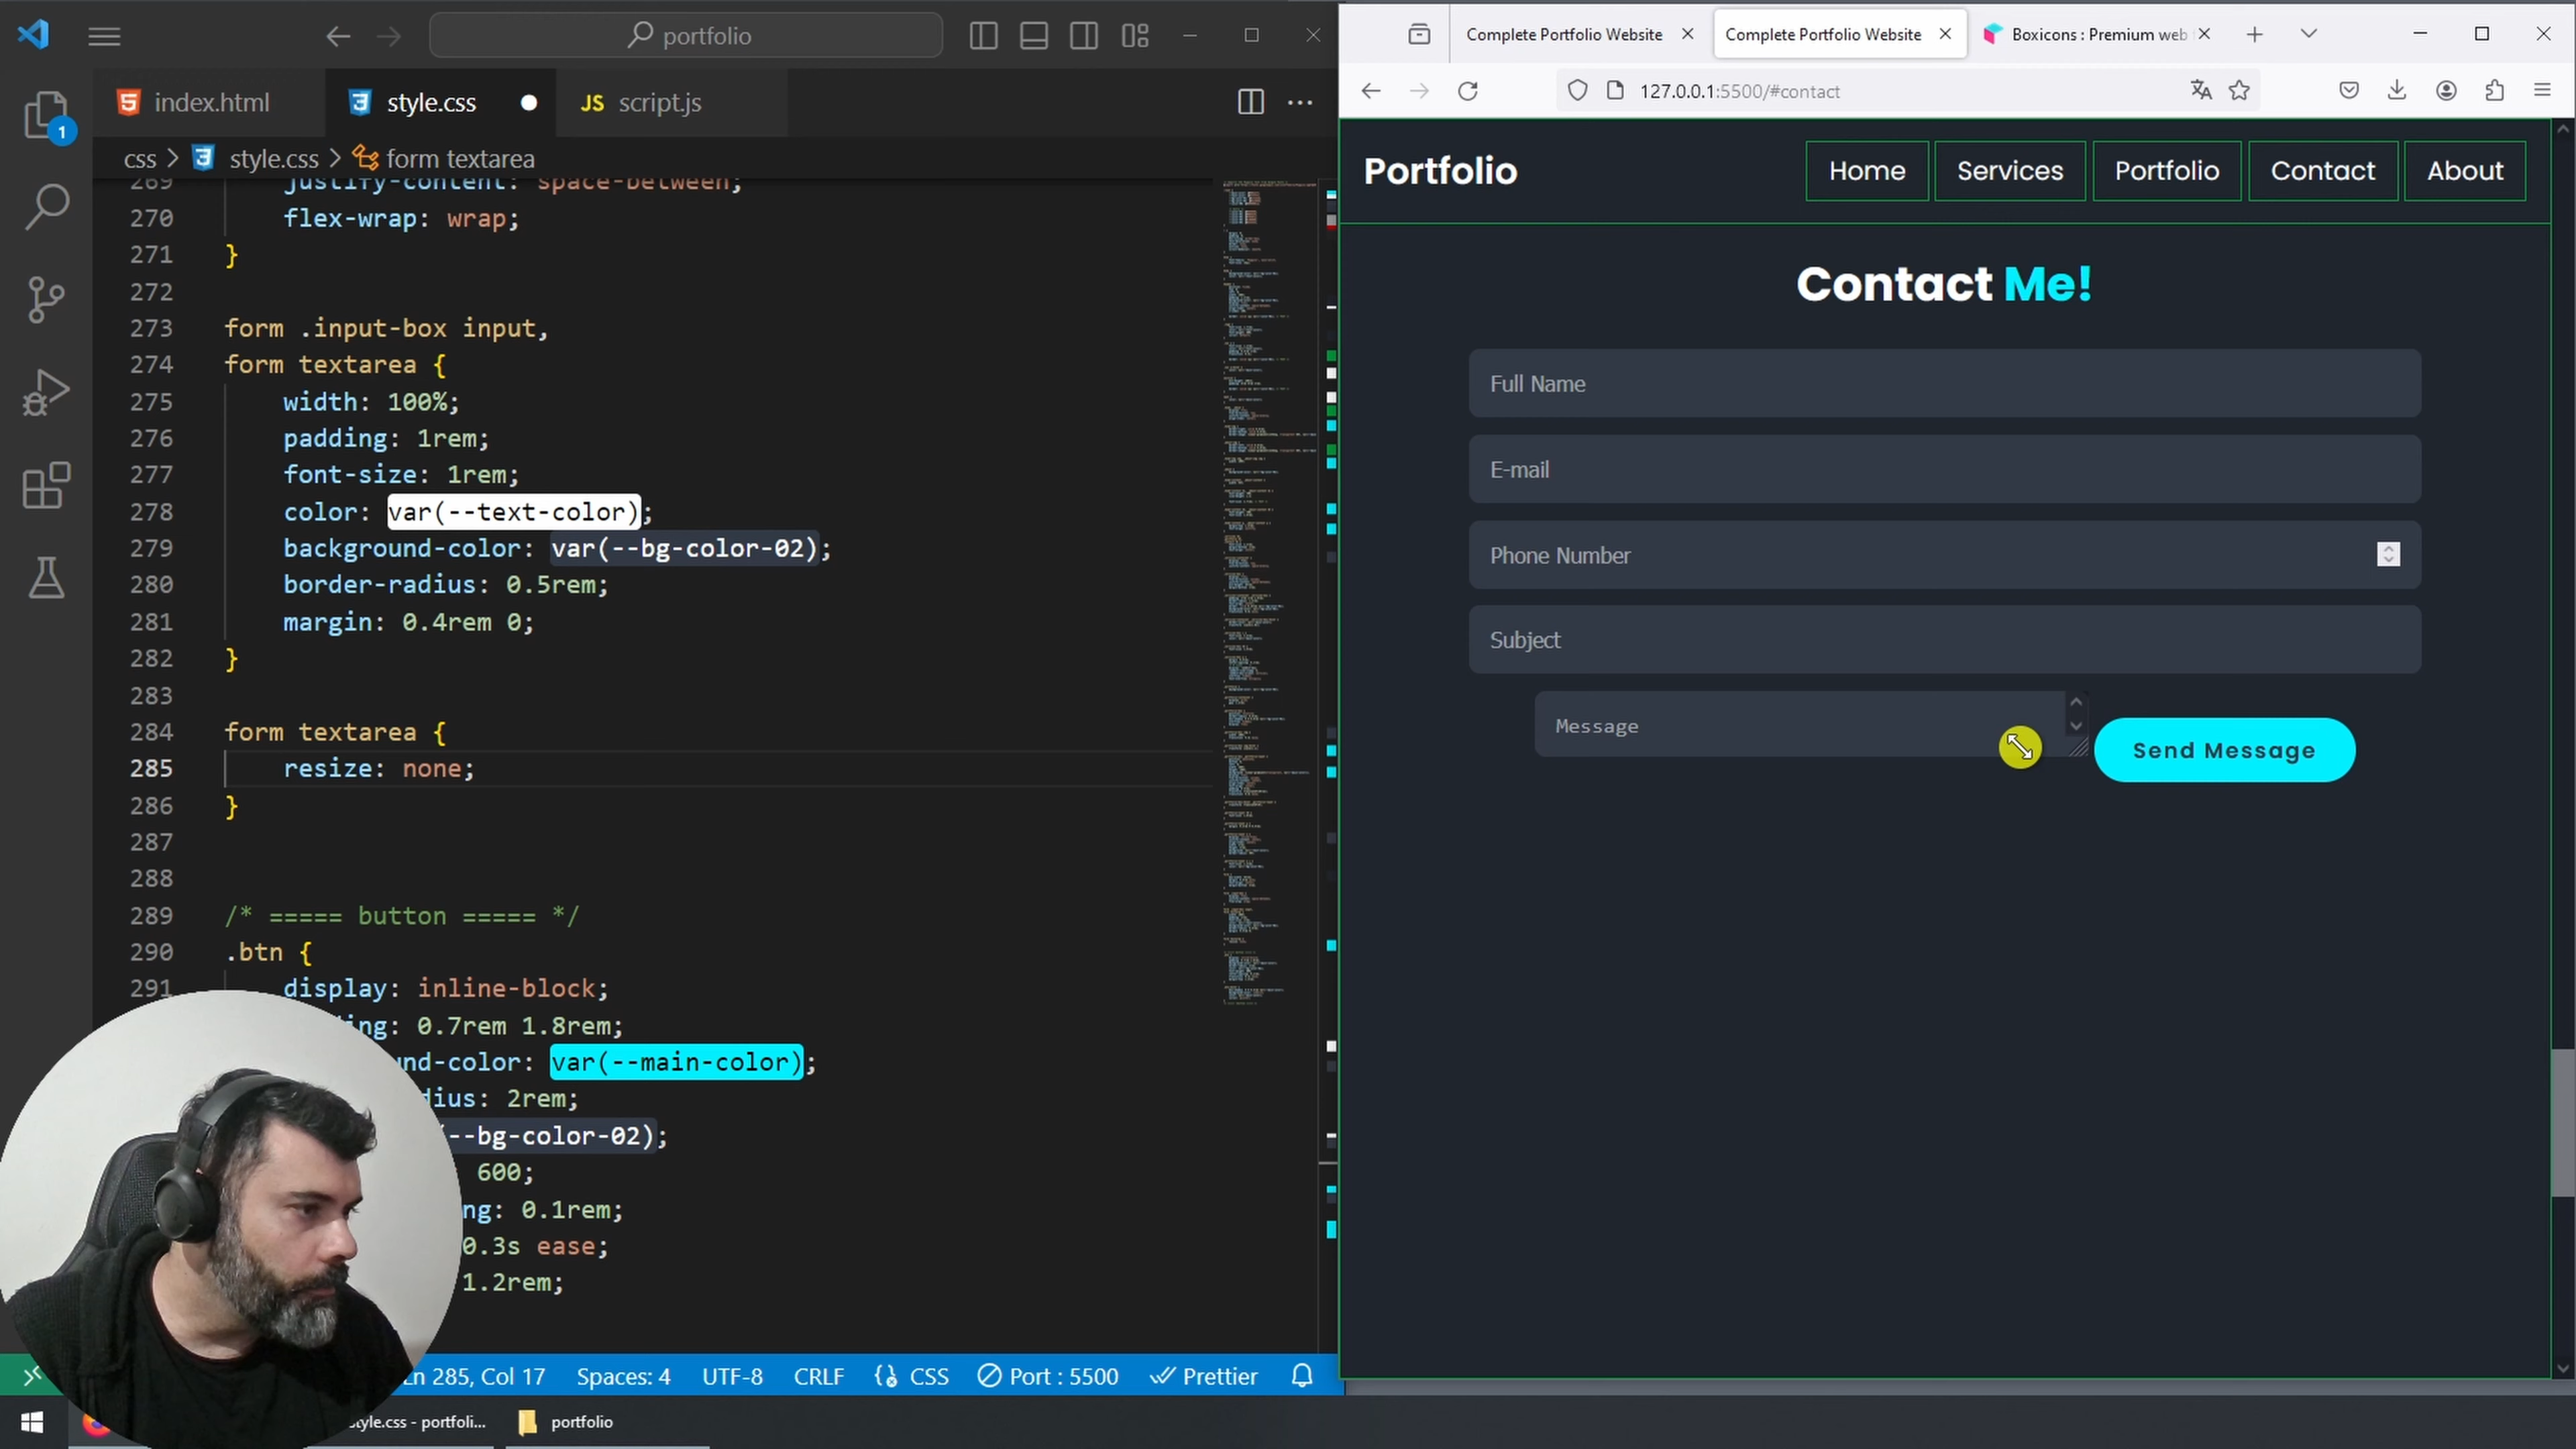 portfolio
index.html
style.css
JS script.js
css > style.css > form textarea
269 justify-content: space-between;
270 flex-wrap: wrap;
271 }
272
273 form .input-box input,
274 form textarea {
275 width: 100%;
276 padding: 1rem;
277 font-size: 1rem;
278 color: var(--text-color);
279 background-color: var(--bg-color-02);
280 border-radius: 0.5rem;
281 margin: 0.4rem 0;
282 }
283
284 form textarea {
285 resize: none;
286 }
287
288
289 /* ===== button ===== */
290 .btn {
291 display: inline-block;
ing: 0.7rem 1.8rem;
nd-color: var(--main-color);
dius: 2rem;
(--bg-color-02);
600;
ng: 0.1rem;
0.3s ease;
1.2rem;
1
Ln 285, Col 17 Spaces: 4 UTF-8 CRLF CSS Port : 5500 Prettier
style.css - portfoli... portfolio
Complete Portfolio Website
Complete Portfolio Website
Boxicons : Premium web
127.0.0.1:5500/#contact
Portfolio
Home
Services
Portfolio
Contact
About
Contact Me!
Full Name
E-mail
Phone Number
Subject
Message
Send Message